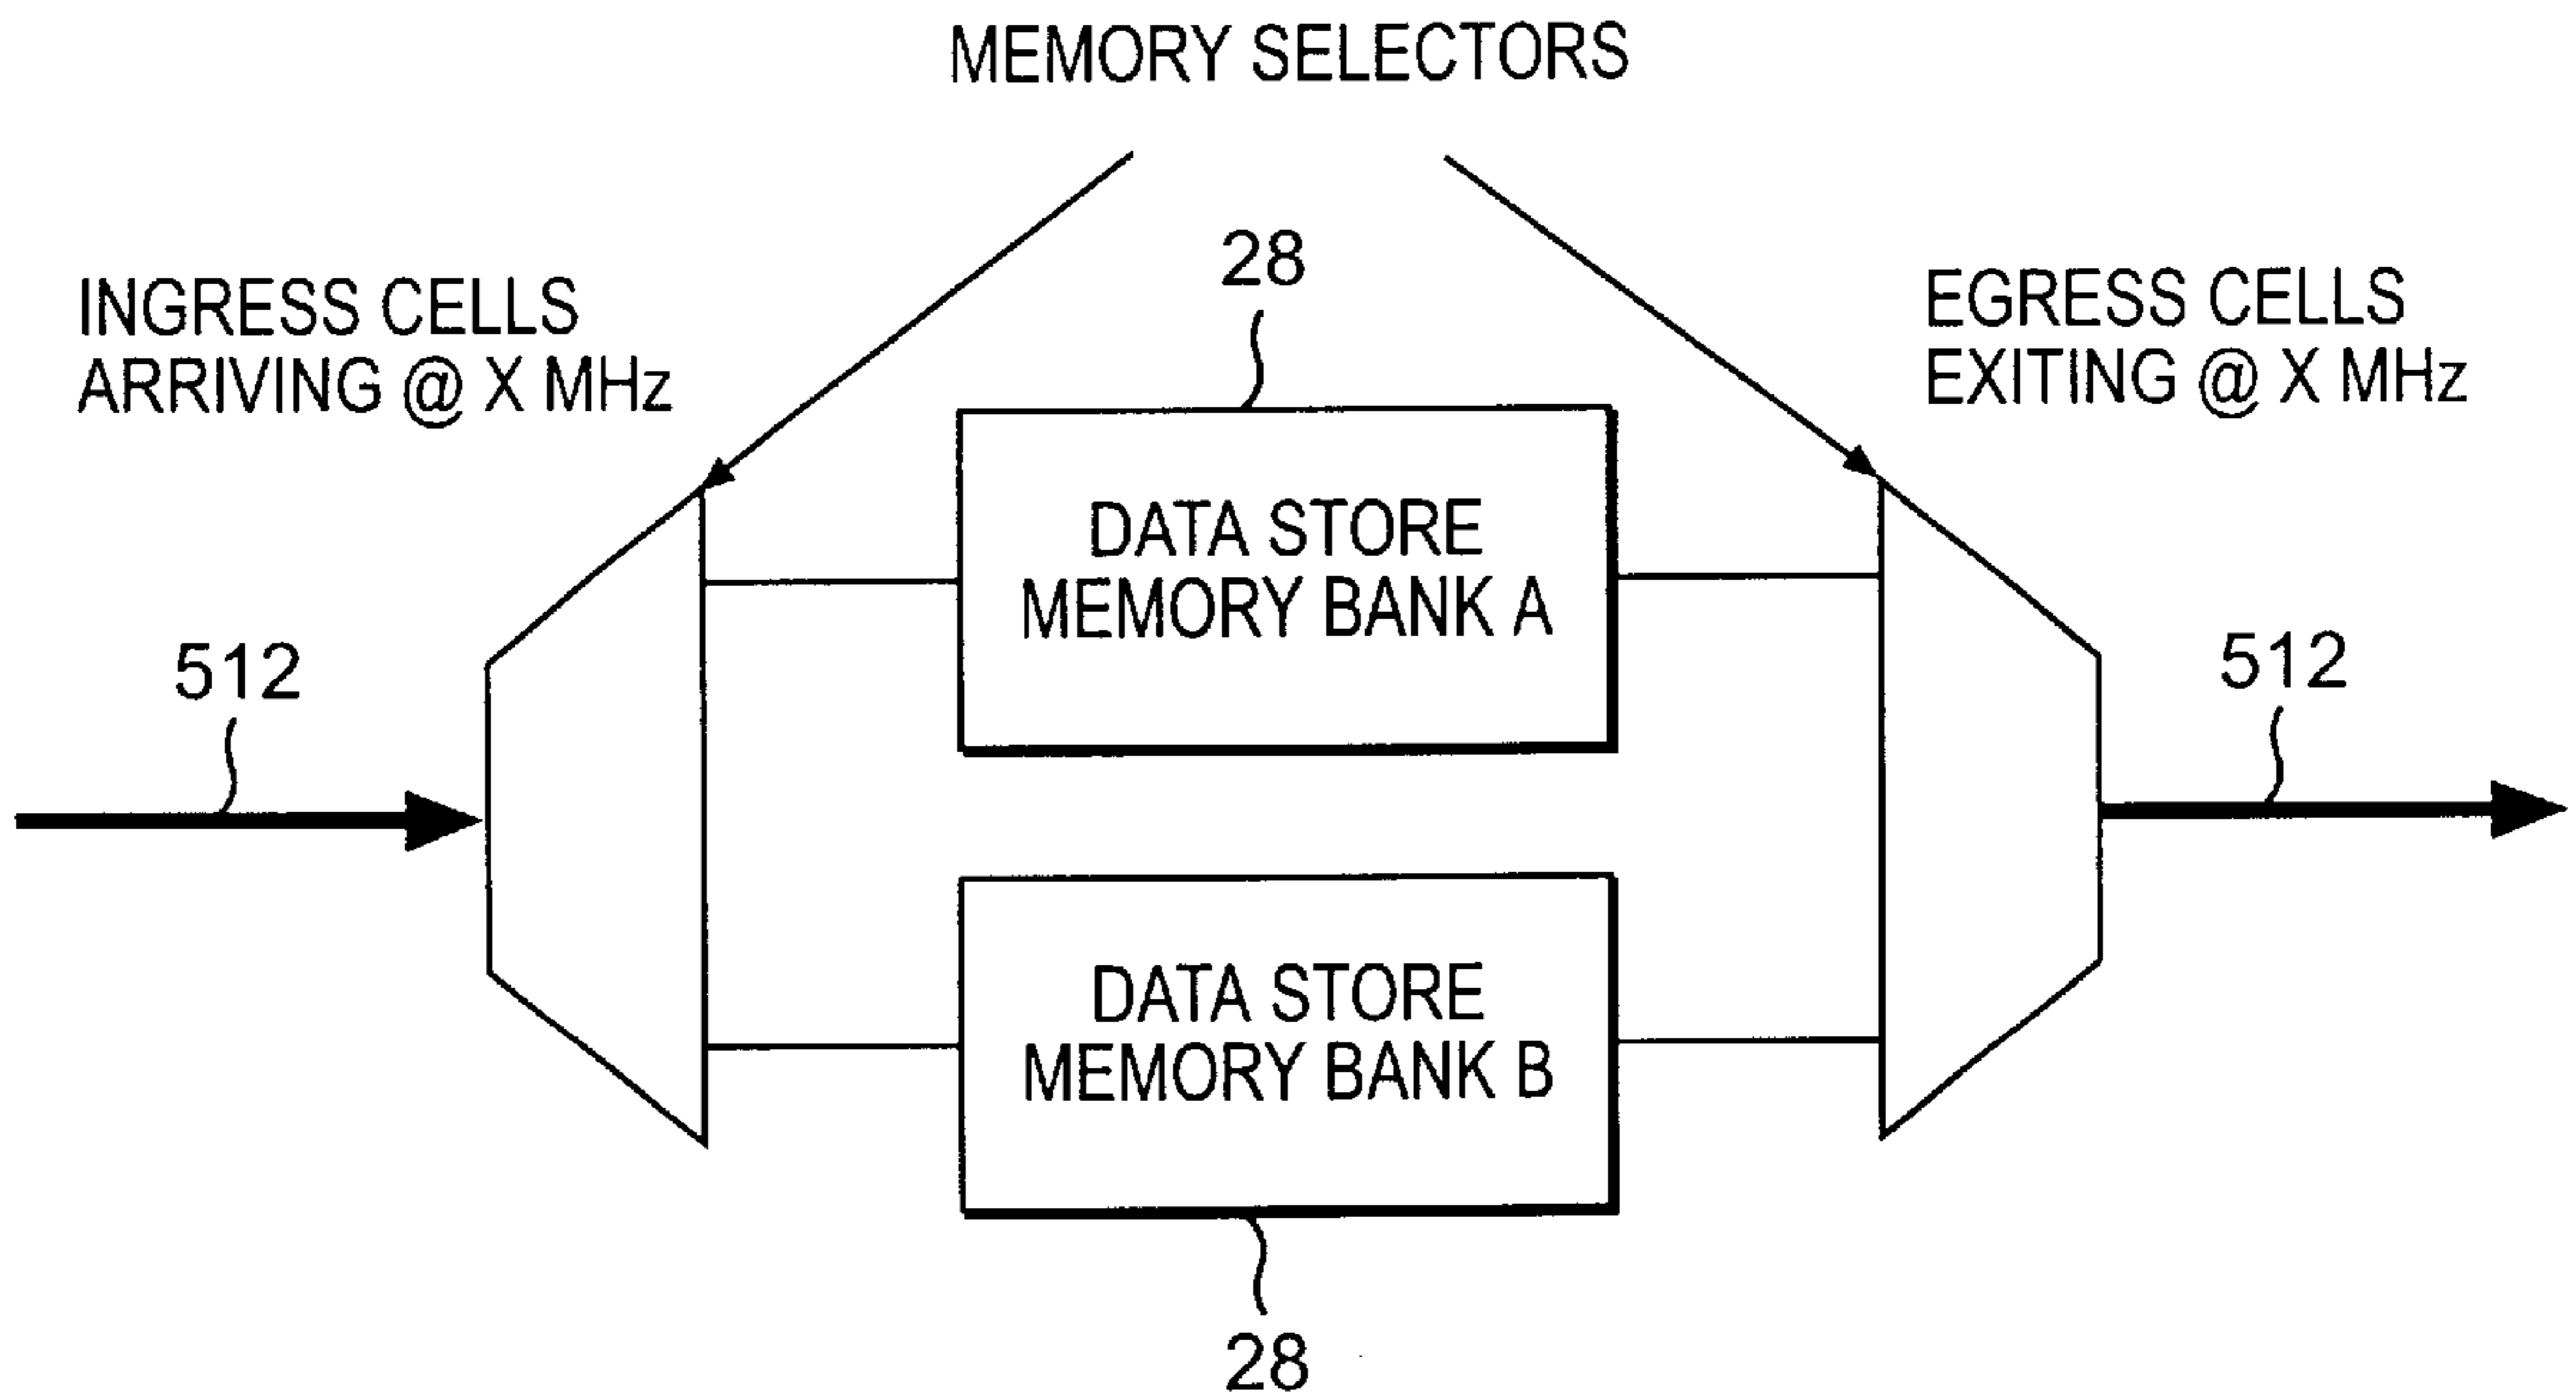 MEMORY SELECTORS
28
INGRESS CELLS
ARRIVING @ X MHz
EGRESS CELLS
EXITING @ X MHz
DATA STORE
MEMORY BANK A
512
512
DATA STORE
MEMORY BANK B
28